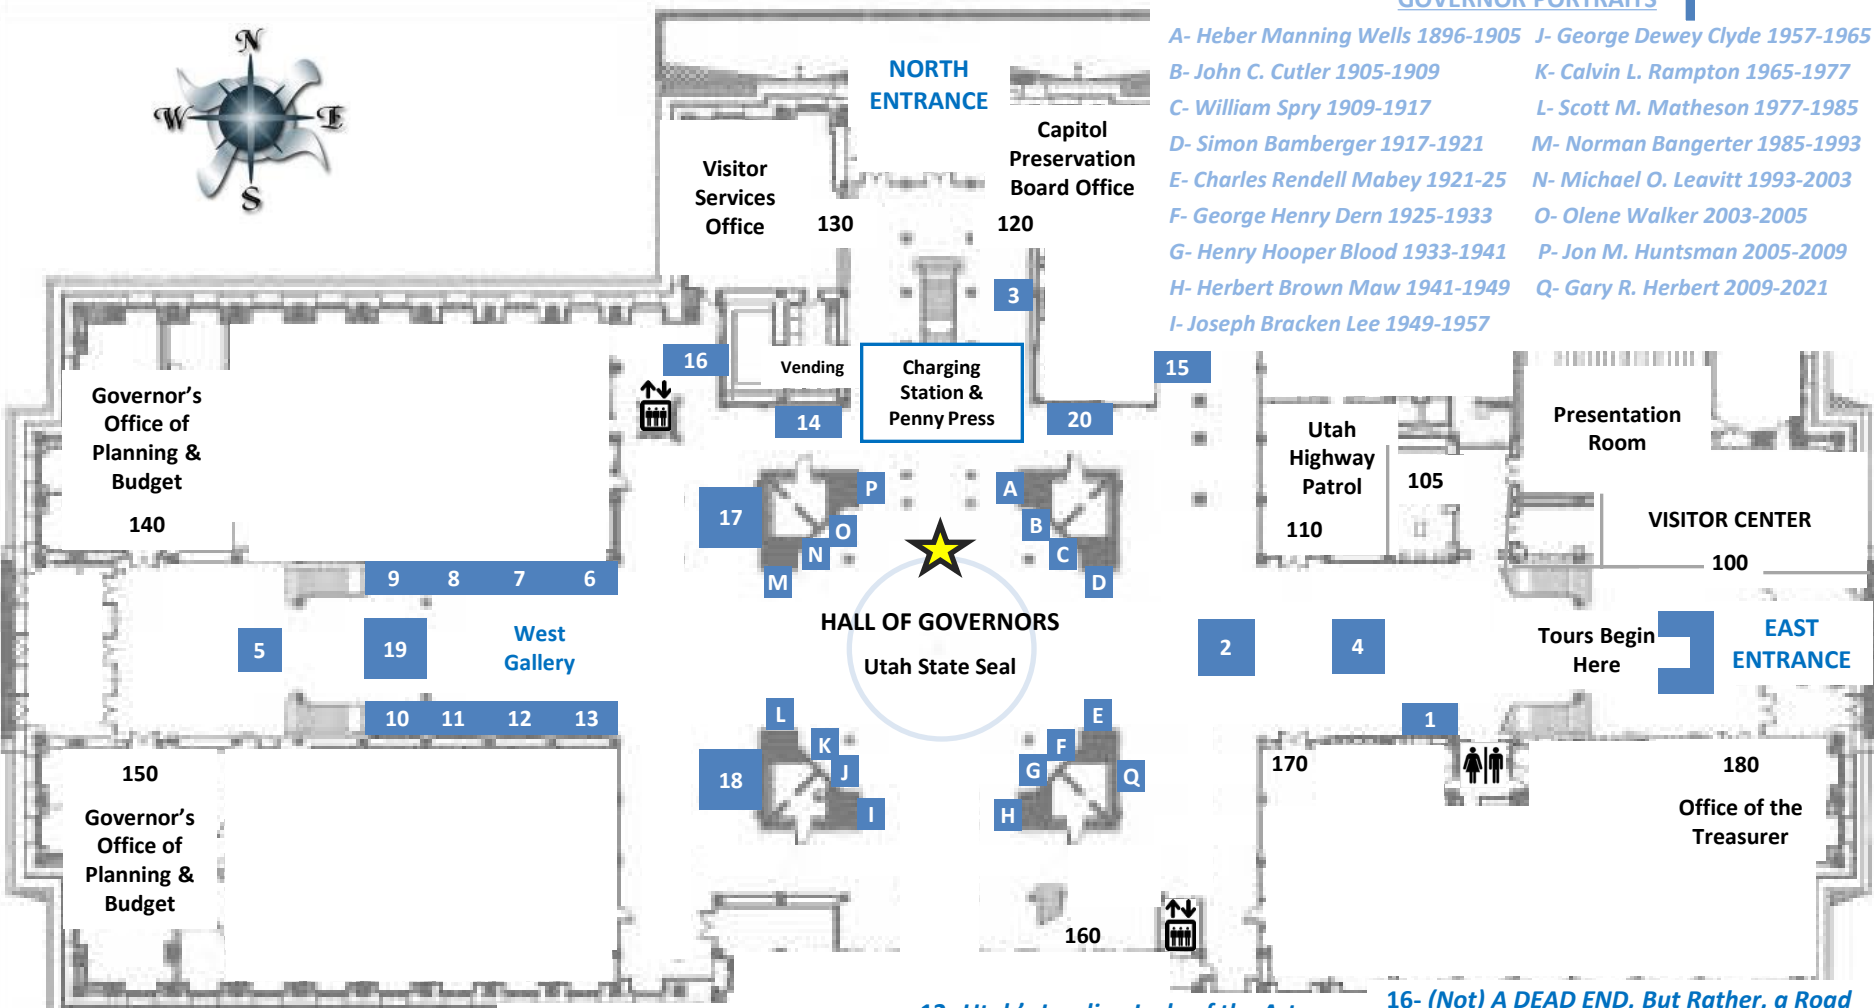 GOVERNOR PORTRAITS
A- Heber Manning Wells 1896-1905 J- George Dewey Clyde 1957-1965
B- John C. Cutler 1905-1909 K- Calvin L. Rampton 1965-1977
C- William Spry 1909-1917 L- Scott M. Matheson 1977-1985
D- Simon Bamberger 1917-1921 M- Norman Bangerter 1985-1993
E- Charles Rendell Mabey 1921-25 N- Michael O. Leavitt 1993-2003
F- George Henry Dern 1925-1933 O- Olene Walker 2003-2005
G- Henry Hooper Blood 1933-1941 P- Jon M. Huntsman 2005-2009
H- Herbert Brown Maw 1941-1949 Q- Gary R. Herbert 2009-2021
I- Joseph Bracken Lee 1949-1957
N
W E
S
NORTH
ENTRANCE
Visitor
Services
Office
130
Capitol
Preservation
Board Office
120
3
16
Vending
Charging
Station &
Penny Press
15
14
20
Governor's
Office of
Planning &
Budget
140
Utah
Highway
Patrol
110
105
Presentation
Room
VISITOR CENTER
100
17
P
O
N
M
A
B
C
D
9 8 7 6
5
19
West
Gallery
HALL OF GOVERNORS
Utah State Seal
2
4
Tours Begin
Here
EAST
ENTRANCE
10 11 12 13
L
K
J
I
18
E
F
G
H
Q
1
170
180
Office of the
Treasurer
150
Governor's
Office of
Planning &
Budget
160
16- (Not) A DEAD END, But Rather, a Road